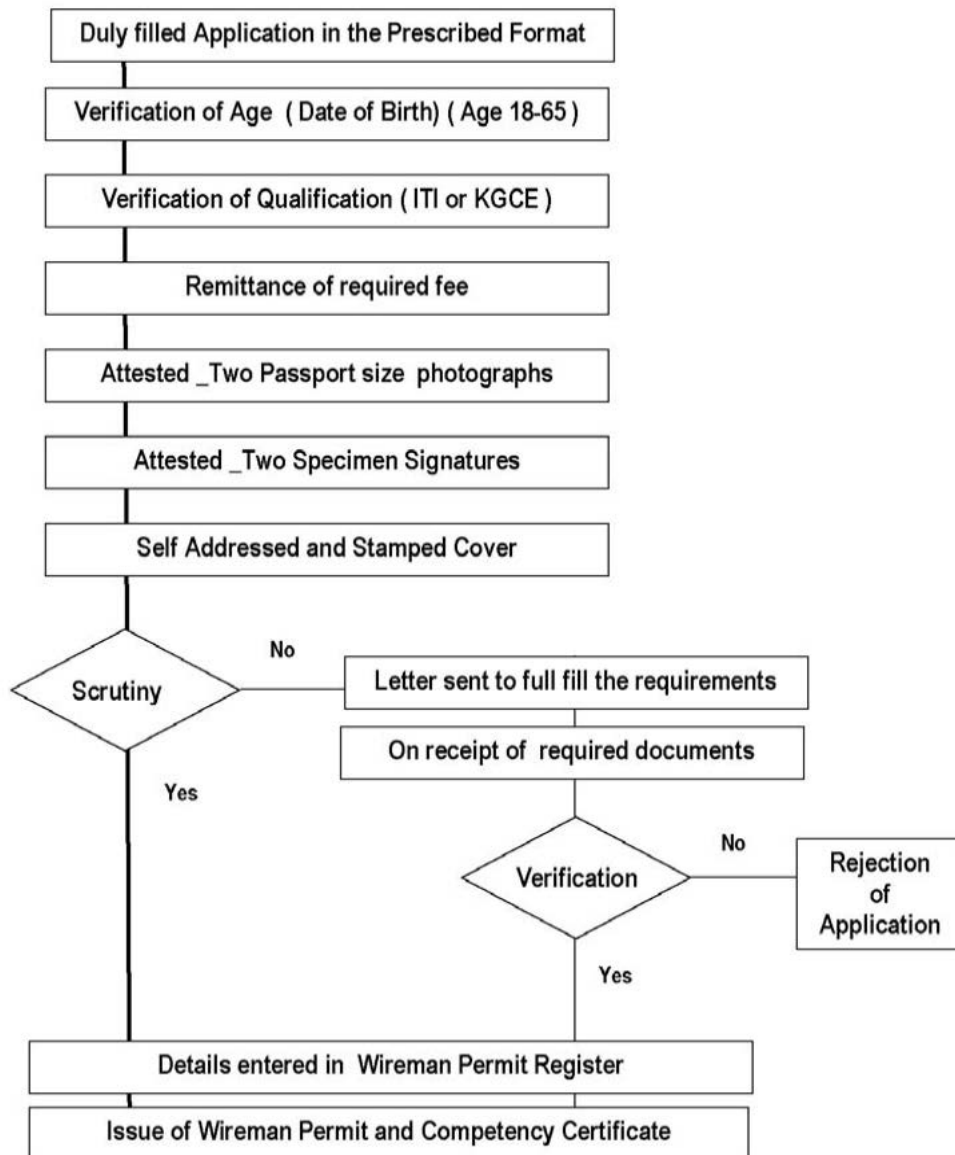 Duly filled Application in the Prescribed Format
Verification of Age ( Date of Birth) ( Age 18-65 )
Verification of Qualification ( ITI or KGCE )
Remittance of required fee
Attested _Two Passport size photographs
Attested _Two Specimen Signatures
Self Addressed and Stamped Cover
Scrutiny
No
Letter sent to full fill the requirements
On receipt of required documents
Yes
Verification
No
Rejection
of
Application
Yes
Details entered in Wireman Permit Register
Issue of Wireman Permit and Competency Certificate